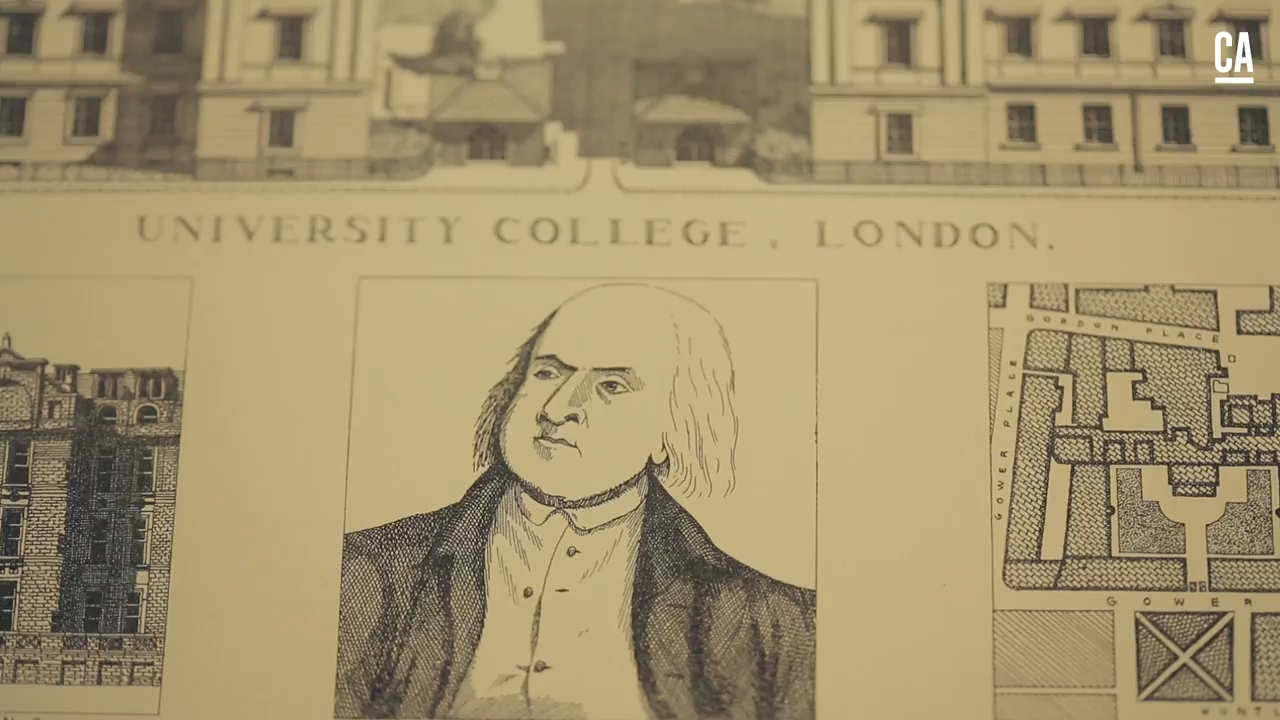 CA
UNIVERSITY COLLEGE, LONDON.
GORDON PLACE
GOWER PLACE
GOWER